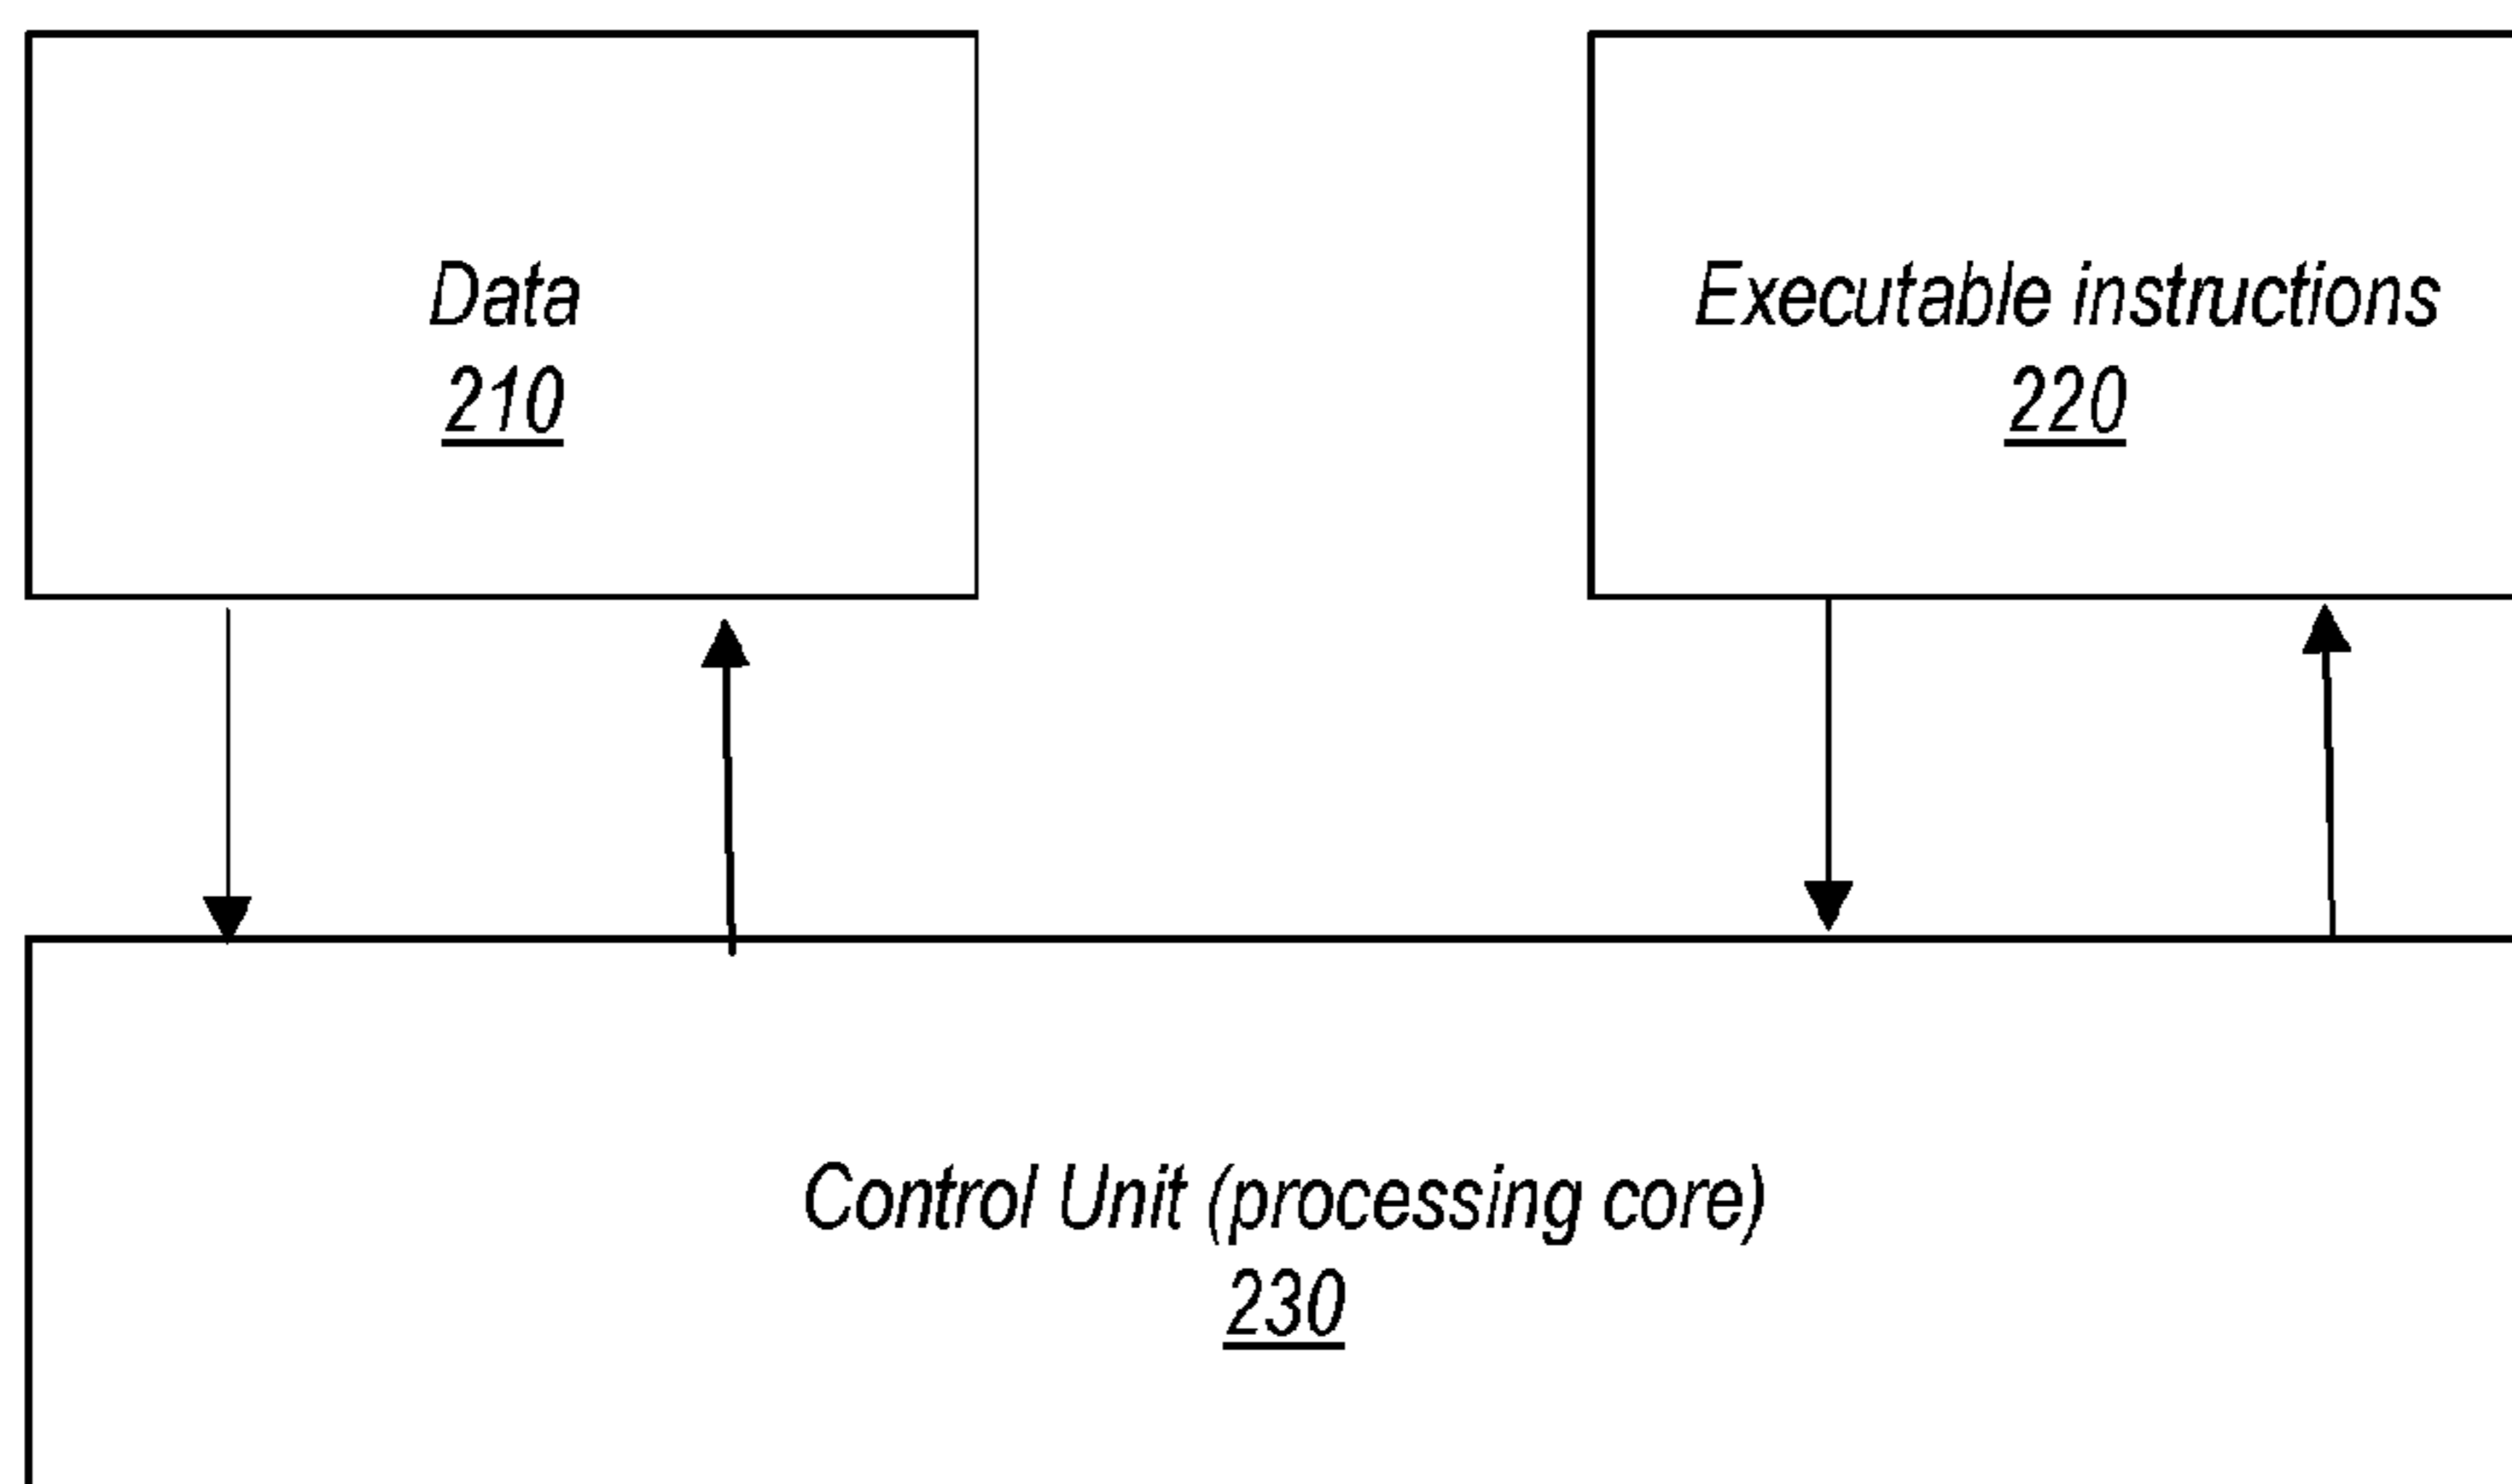 Data
210
Executable instructions
220
Control Unit (processing core)
230